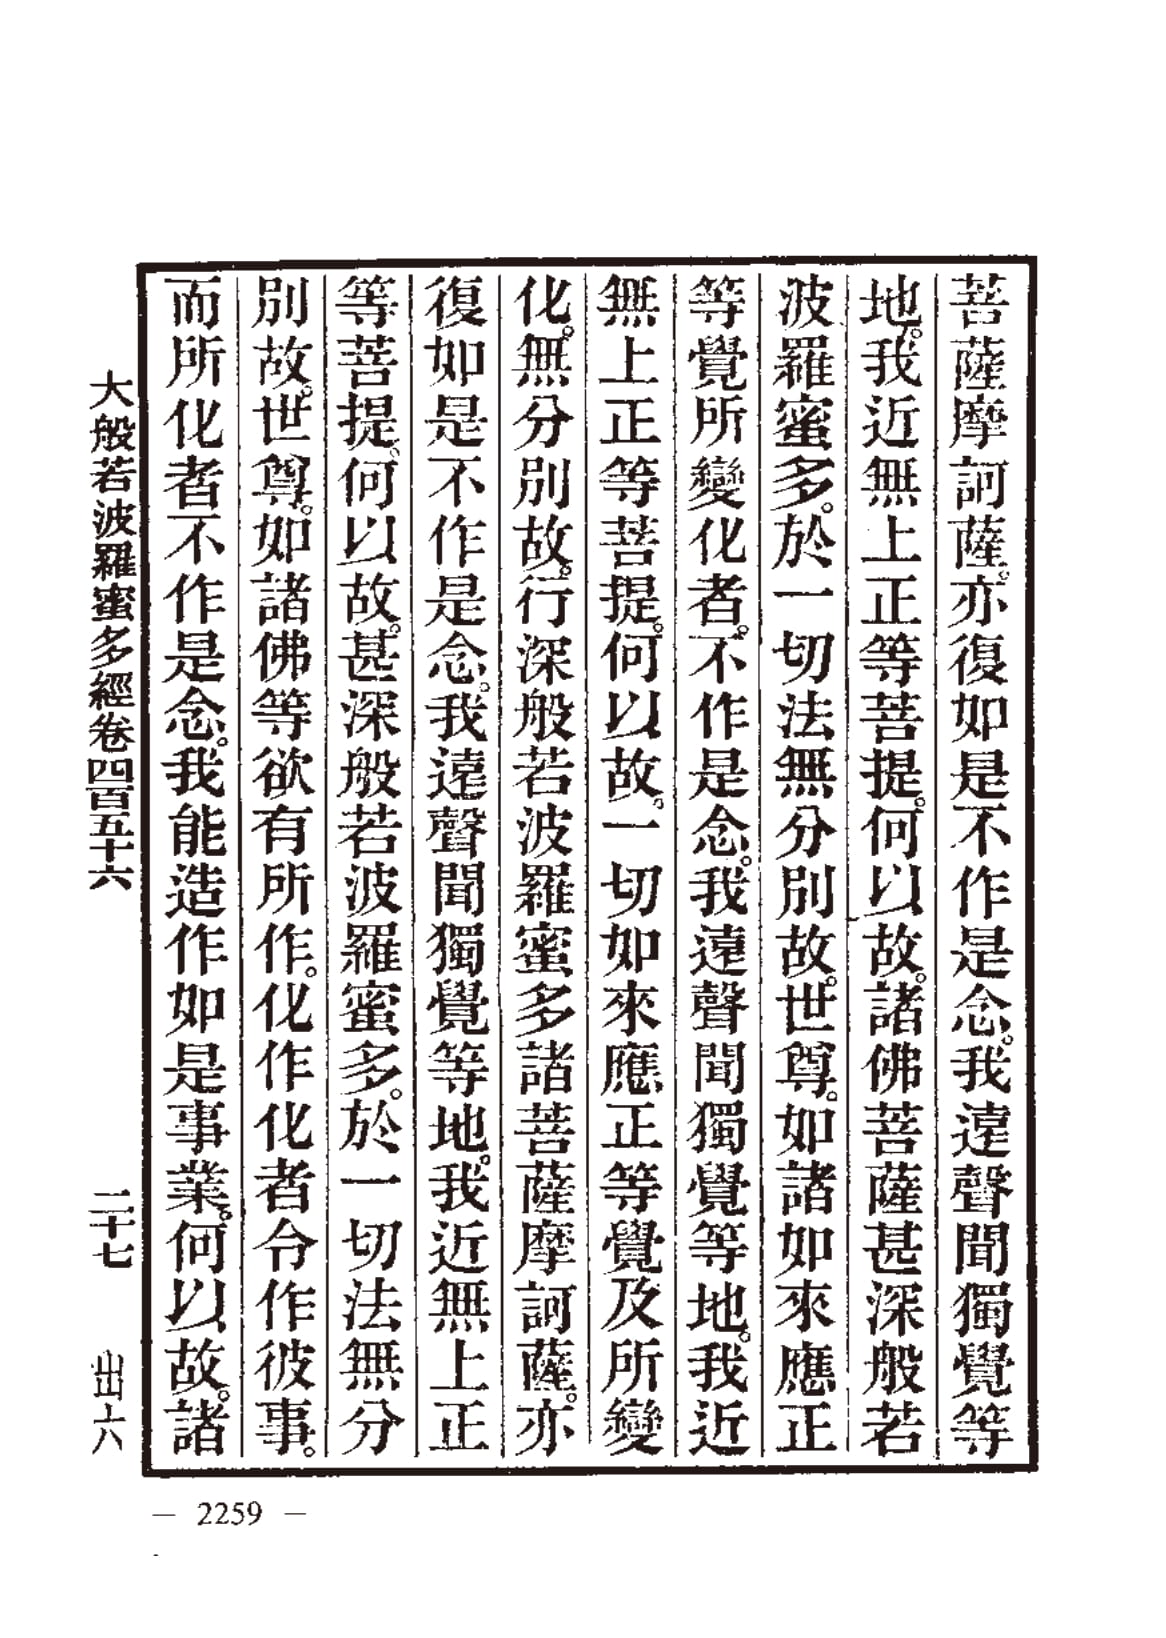 菩薩摩訶薩。亦復如是不作是念。我遠聲聞獨覺等
地。我近無上正等菩提。何以故。諸佛菩薩甚深般若
波羅蜜多。於一切法無分別故。世尊。如諸如來應正
等覺所變化者。不作是念。我遠聲聞獨覺等地。我近
無上正等菩提。何以故。一切如來應正等覺及所變
化。無分別故。行深般若波羅蜜多諸菩薩摩訶薩。亦
復如是不作是念。我遠聲聞獨覺等地。我近無上正
等菩提。何以故。甚深般若波羅蜜多。於一切法無分
別故。世尊。如諸佛等欲有所作。化作化者令作彼事。
而所化者不作是念。我能造作如是事業。何以故。諸
大般若波羅蜜多經卷四百五十六 二十七 出六
— 2259 —